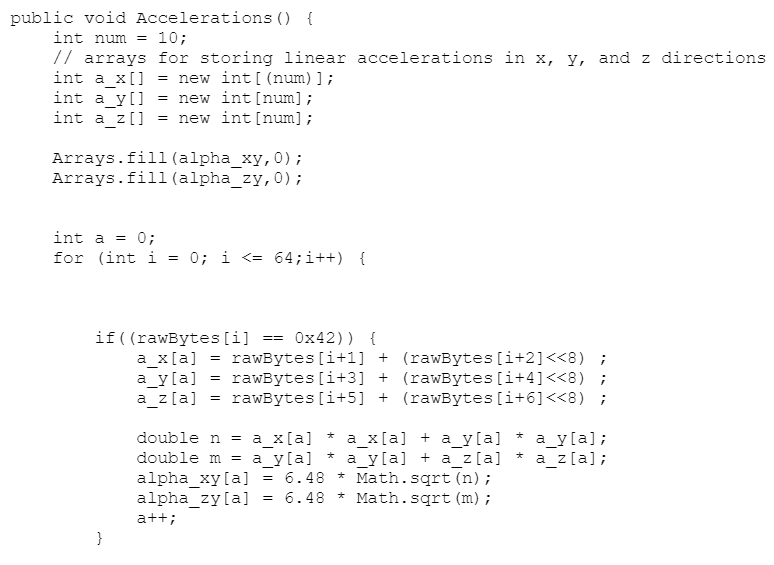 public void Accelerations() {
int num = 10;
// arrays for storing linear accelerations in x, y, and z directions
int a_x[] = new int[(num)];
int a_y[] = new int[num];
int a_z[] = new int[num];
Arrays.fill(alpha_xy,0);
Arrays.fill(alpha_zy,0);
int a = 0;
for (int i = 0; i <= 64;i++) {
if((rawBytes[i] == 0x42)) {
a_x[a] = rawBytes[i+1] + (rawBytes[i+2]<<8) ;
a_y[a] = rawBytes[i+3] + (rawBytes[i+4]<<8) ;
a_z[a] = rawBytes[i+5] + (rawBytes[i+6]<<8) ;
double n = a_x[a] * a_x[a] + a_y[a] * a_y[a];
double m = a_y[a] * a_y[a] + a_z[a] * a_z[a];
alpha_xy[a] = 6.48 * Math.sqrt(n);
alpha_zy[a] = 6.48 * Math.sqrt(m);
a++;
}